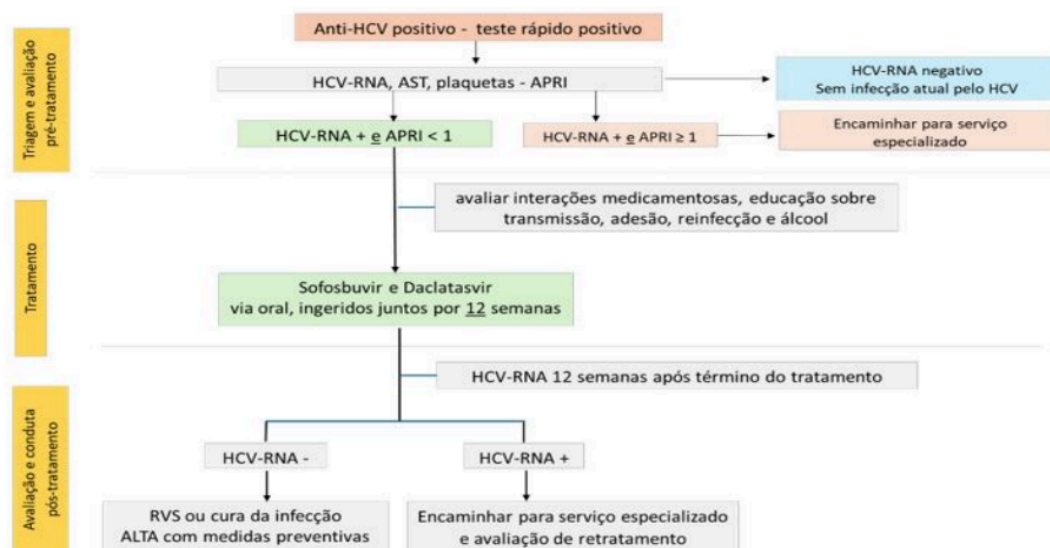 Triagem e avaliação
pré-tratamento
Anti-HCV positivo - teste rápido positivo
HCV-RNA, AST, plaquetas - APRI
HCV-RNA negativo
Sem infecção atual pelo HCV
HCV-RNA + e APRI < 1
HCV-RNA + e APRI ≥ 1
Encaminhar para serviço
especializado
Tratamento
avaliar interações medicamentosas, educação sobre
transmissão, adesão, reinfecção e álcool
Sofosbuvir e Daclatasvir
via oral, ingeridos juntos por 12 semanas
Avaliação e conduta
pós-tratamento
HCV-RNA 12 semanas após término do tratamento
HCV-RNA -
HCV-RNA +
RVS ou cura da infecção
ALTA com medidas preventivas
Encaminhar para serviço especializado
e avaliação de retratamento